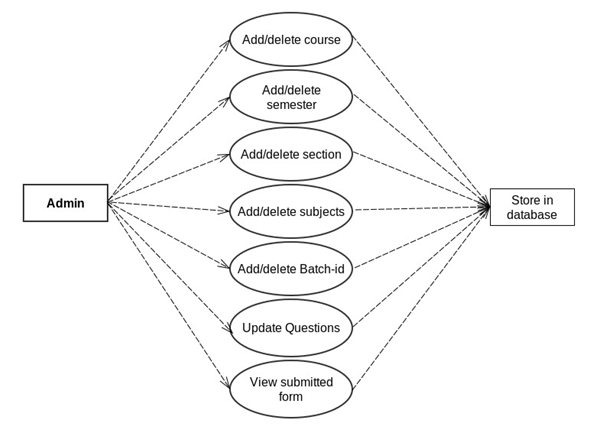 Add/delete course
Add/delete
semester
Add/delete section
Admin
Add/delete subjects
Store in
database
Add/delete Batch-id
Update Questions
View submitted
form